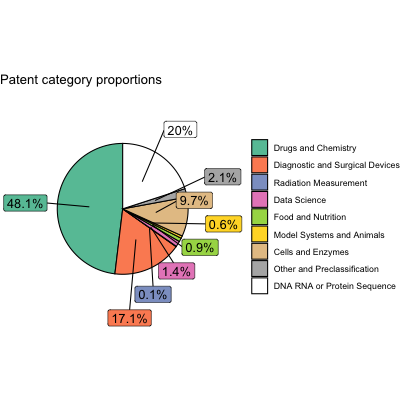 Patent category proportions
20%
2.1%
9.7%
48.1%
0.6%
0.9%
1.4%
0.1%
17.1%
Drugs and Chemistry
Diagnostic and Surgical Devices
Radiation Measurement
Data Science
Food and Nutrition
Model Systems and Animals
Cells and Enzymes
Other and Preclassification
DNA RNA or Protein Sequence